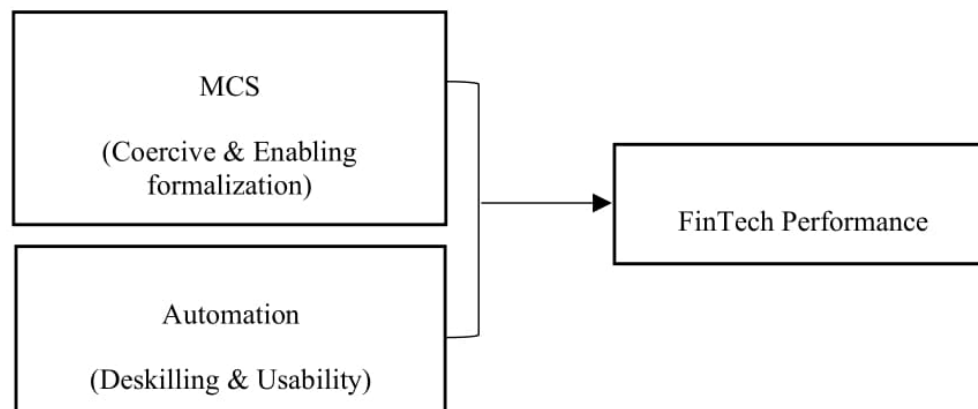 MCS
(Coercive & Enabling
formalization)
FinTech Performance
Automation
(Deskilling & Usability)